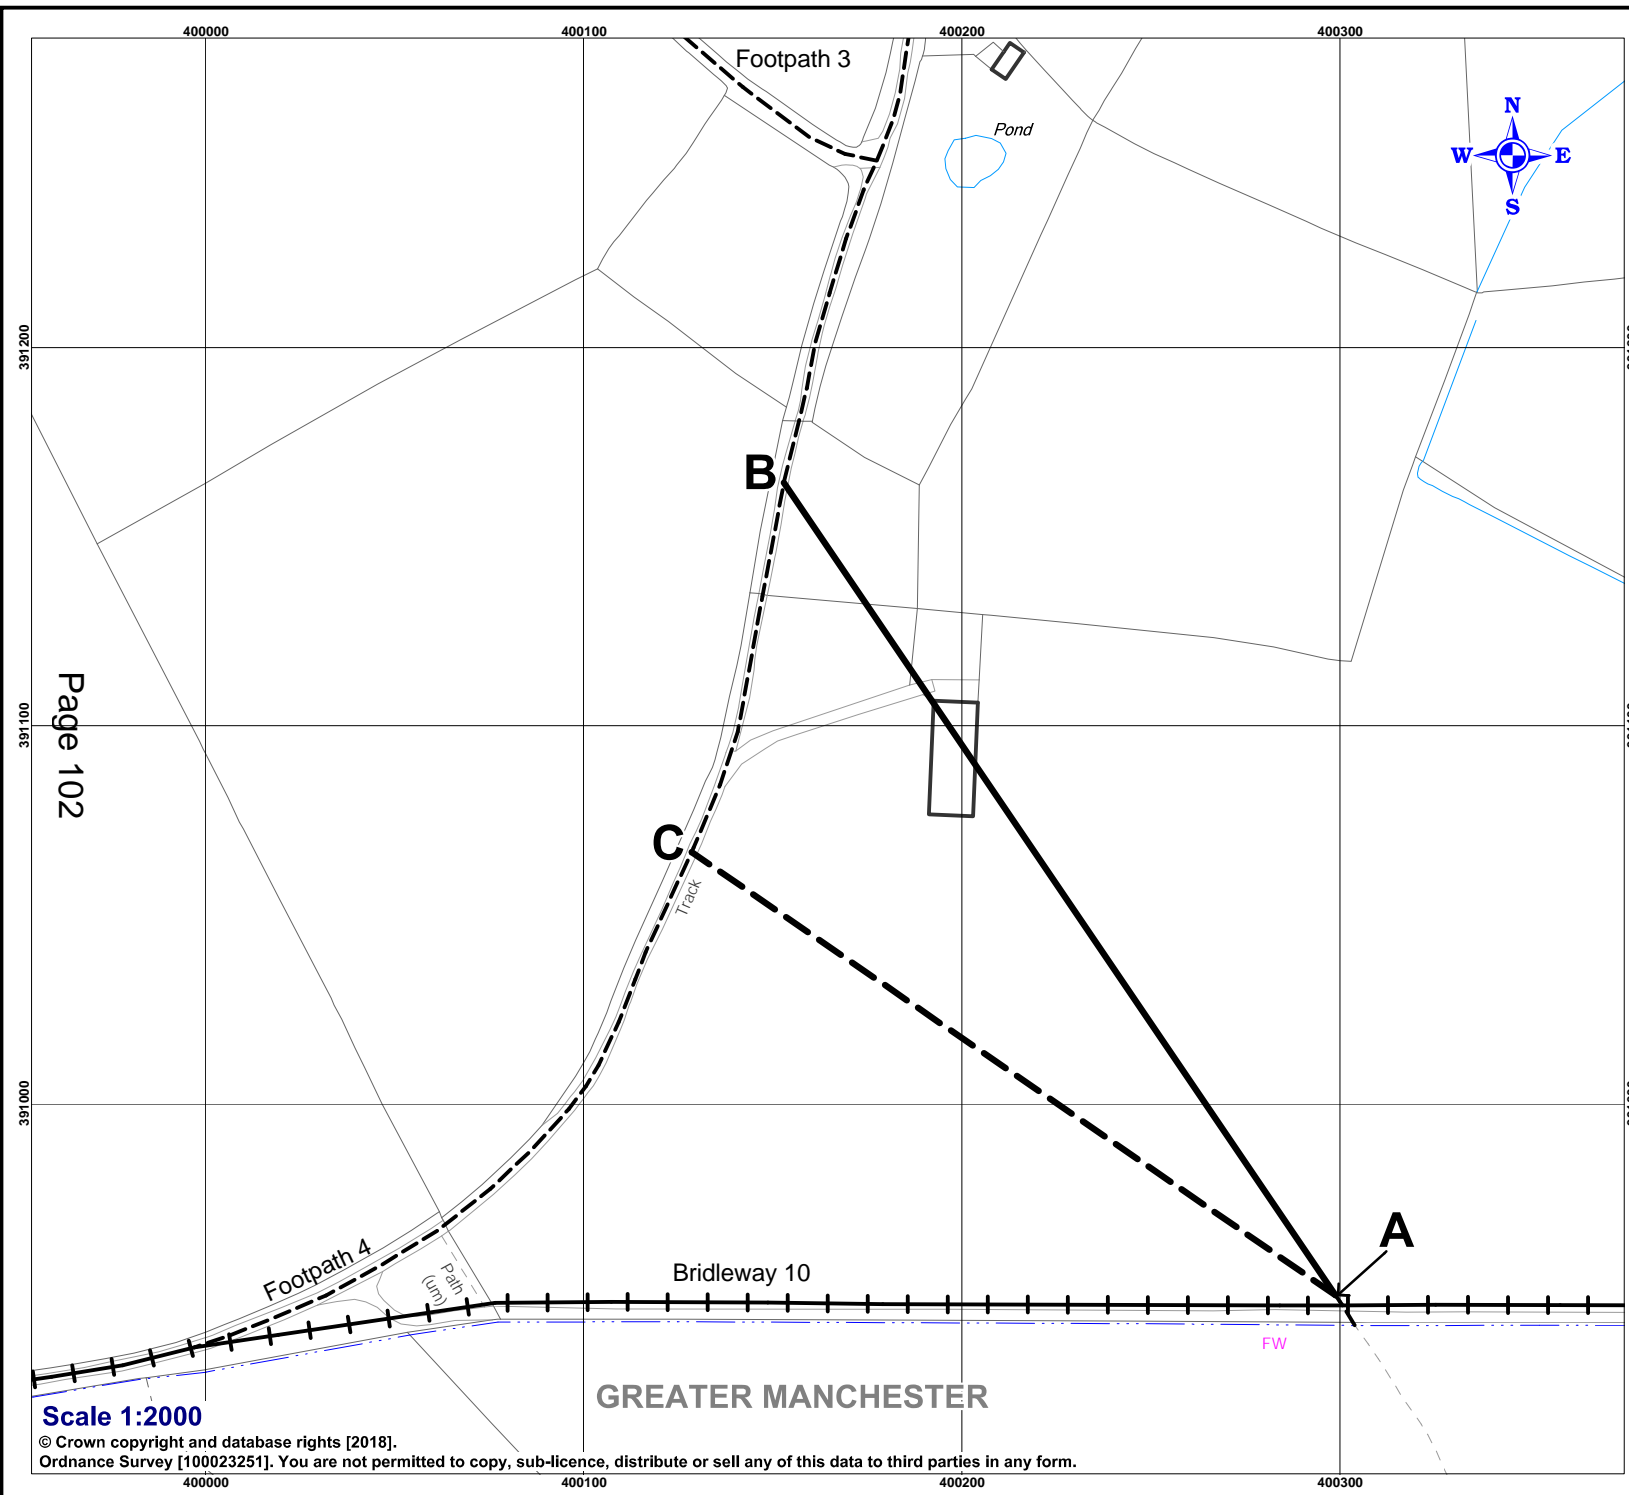 400000 400100 400200 400300
Footpath 3
Pond
N
W E
S
391200
B
Page 102
391100
C
Track
391000
A
Footpath 4
Path
(um)
Bridleway 10
FW
GREATER MANCHESTER
Scale 1:2000
© Crown copyright and database rights [2018].
Ordnance Survey [100023251]. You are not permitted to copy, sub-licence, distribute or sell any of this data to third parties in any form.
400000 400100 400200 400300